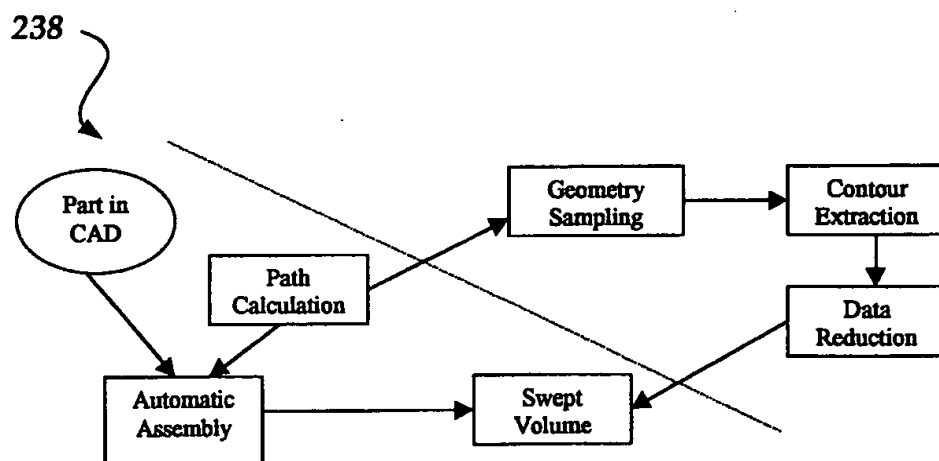 238
Part in
CAD
Path
Calculation
Geometry
Sampling
Contour
Extraction
Data
Reduction
Automatic
Assembly
Swept
Volume